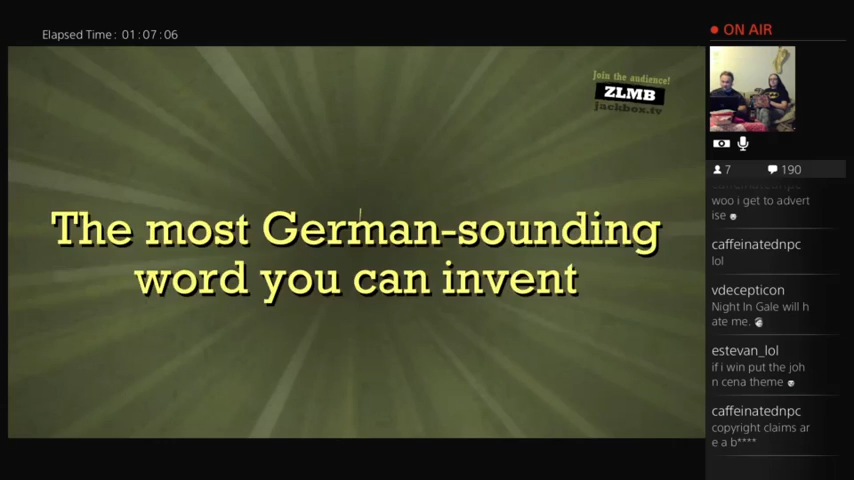 Elapsed Time : 01:07:06
ON AIR
Join the audience!
ZLMB
jackbox.tv
The most German-sounding
word you can invent
7
190
woo i get to advert
ise
caffeinatednpc
lol
vdecepticon
Night In Gale will h
ate me.
estevan_lol
if i win put the joh
n cena theme
caffeinatednpc
copyright claims ar
e a b****